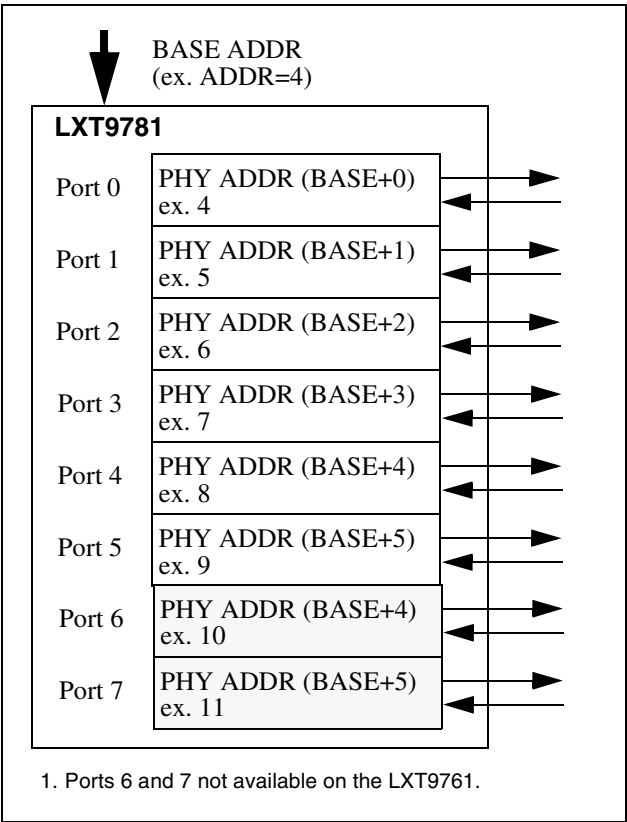 BASE ADDR
(ex. ADDR=4)
LXT9781
Port 0
PHY ADDR (BASE+0)
ex. 4
Port 1
PHY ADDR (BASE+1)
ex. 5
Port 2
PHY ADDR (BASE+2)
ex. 6
Port 3
PHY ADDR (BASE+3)
ex. 7
Port 4
PHY ADDR (BASE+4)
ex. 8
Port 5
PHY ADDR (BASE+5)
ex. 9
Port 6
PHY ADDR (BASE+4)
ex. 10
Port 7
PHY ADDR (BASE+5)
ex. 11
1. Ports 6 and 7 not available on the LXT9761.